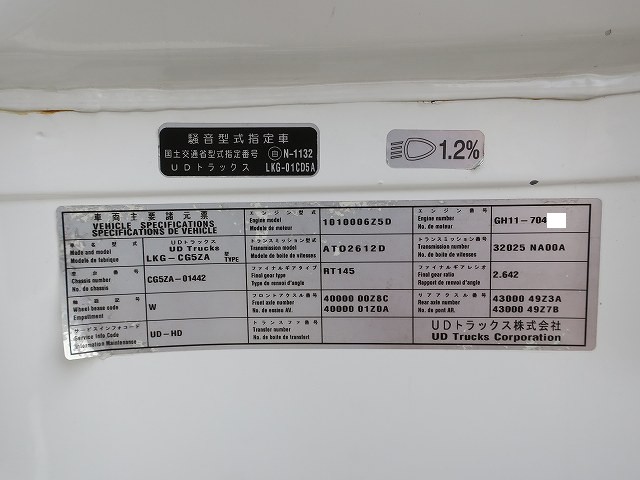 騒音型式指定車
国土交通省型式指定番号 自 N-1132
UDトラックス LKG-01CD5A
1.2%
車両主要諸元票
VEHICLE SPECIFICATIONS
SPECIFICATIONS DE VEHICLE
エンジン型式
Engine model
Modele de moteur
1010006Z5D
エンジン番号
Engine number
No. de moteur
GH11-704
車名型式
Mode and model
Modele de fabrique
UDトラックス
UD Trucks
LKG-CG5ZA
型
TYPE
トランスミッション型式
Transmission model
Modele de boite de vitesses
ATO2612D
トランスミッション番号
Transmission number
No. de boite de vitesses
32025 NA00A
車台番号
Chassis number
No. de chassis
CG5ZA-01442
ファイナルギアタイプ
Final gear type
Type de renvoi d'angle
RT145
ファイナルギアレシオ
Final gear ratio
Rapport de renvoi d'angle
2.642
軸距記号
Wheel base code
Empattement
W
フロントアクスル番号
Front axle number
No. de essieu AV.
40000 00Z8C
40000 01Z0A
リアアクスル番号
Rear axle number
No. de pont AR.
43000 49Z3A
43000 49Z7B
サービスインフォコード
Service Info Code
Information Maintenance
UD-HD
トランスファ番号
Transfer number
No. de boite de transfert
UDトラックス株式会社
UD Trucks Corporation